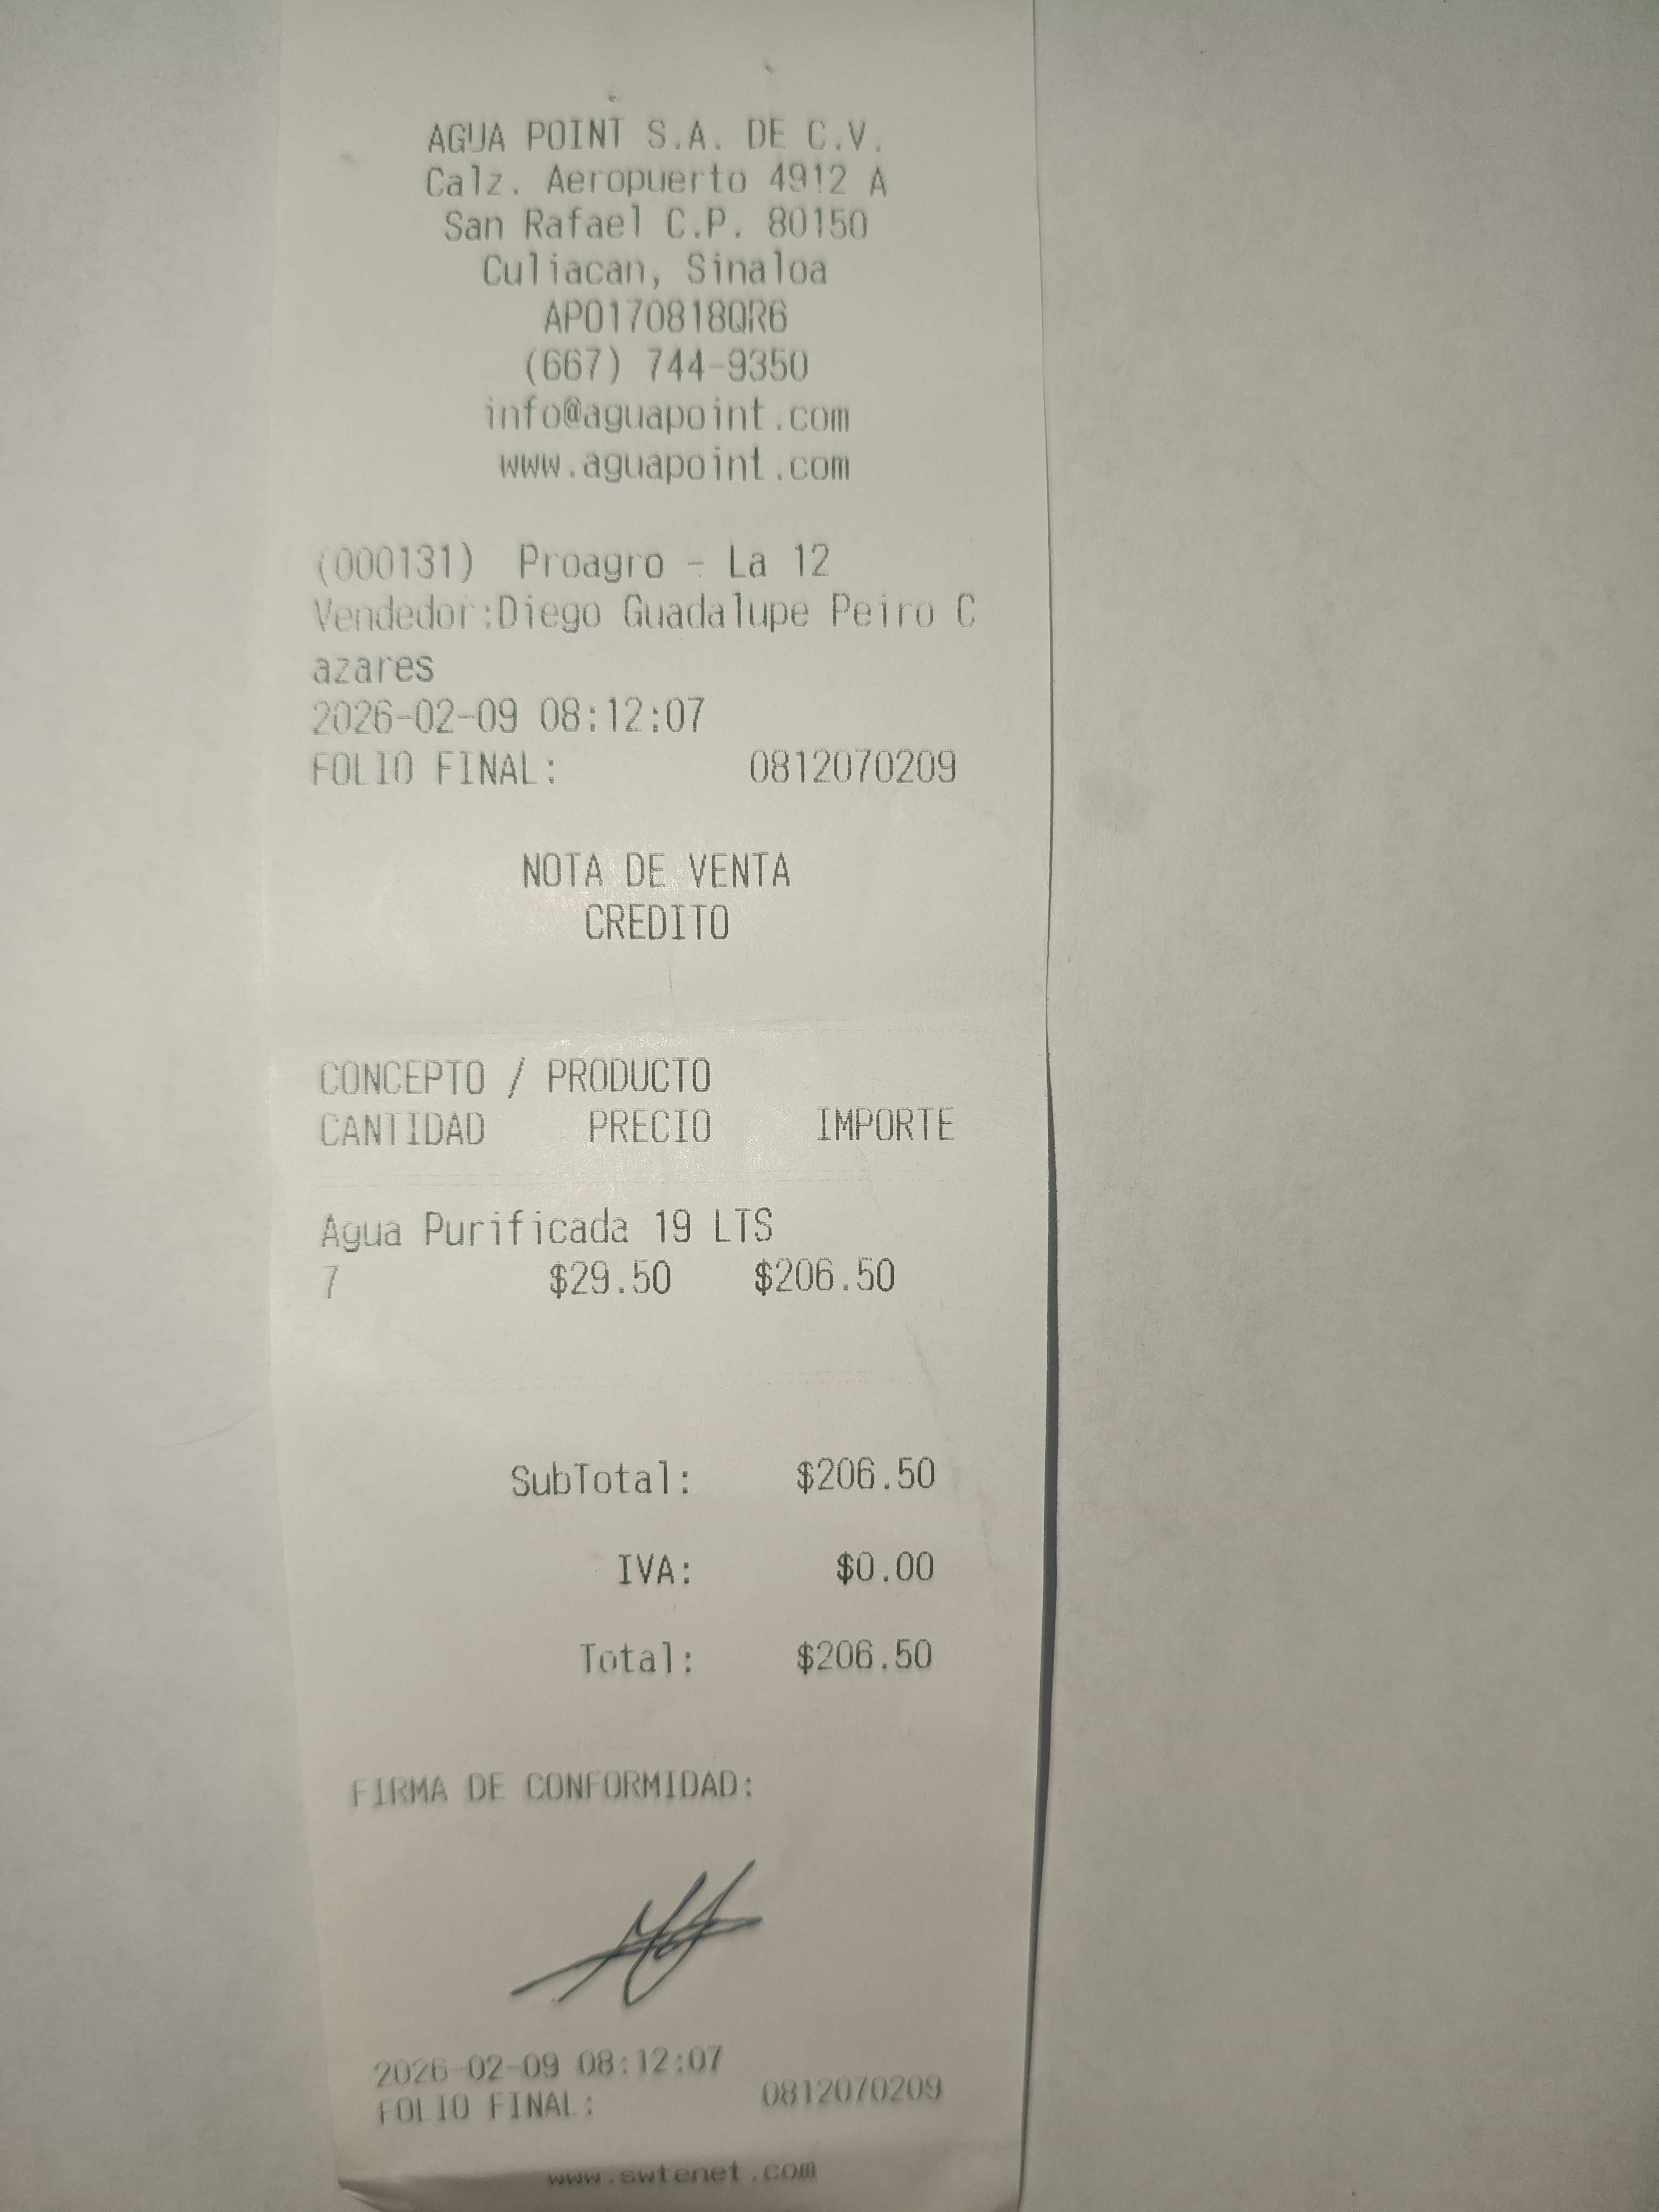 AGUA POINT S.A. DE C.V.
Calz. Aeropuerto 4912 A
San Rafael C.P. 80150
Culiacan, Sinaloa
APO170818QR6
(667) 744-9350
info@aguapoint.com
www.aguapoint.com
(000131) Proagro - La 12
Vendedor:Diego Guadalupe Peiro C
azares
2026-02-09 08:12:07
FOLIO FINAL: 0812070209
NOTA DE VENTA
CREDITO
CONCEPTO / PRODUCTO
CANTIDAD PRECIO IMPORTE
Agua Purificada 19 LTS
7 $29.50 $206.50
SubTotal: $206.50
IVA: $0.00
Total: $206.50
FIRMA DE CONFORMIDAD:
2026-02-09 08:12:07
FOLIO FINAL: 0812070209
www.swtenet.com